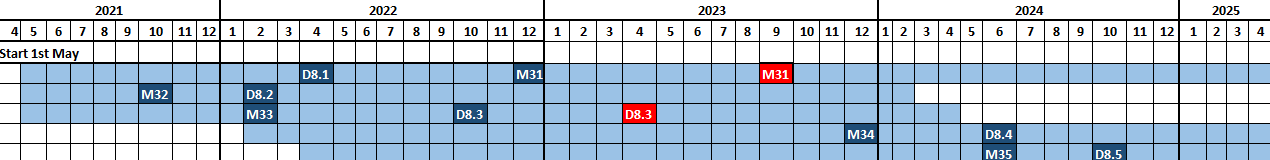 2021 2022 2023 2024 2025
4 5 6 7 8 9 10 11 12 1 2 3 4 5 6 7 8 9 10 11 12 1 2 3 4 5 6 7 8 9 10 11 12 1 2 3 4 5 6 7 8 9 10 11 12 1 2 3 4
Start 1st May
D8.1 M31 M31
M32 D8.2
M33 D8.3 D8.3
M34 D8.4
M35 D8.5